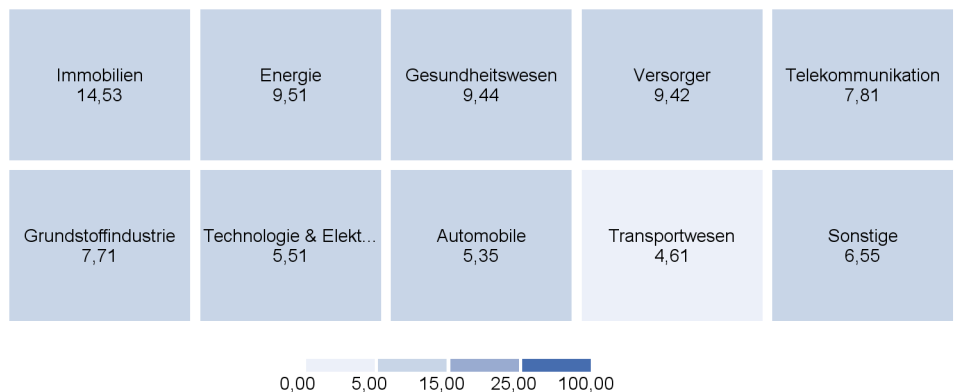 Immobilien
14,53
Energie
9,51
Gesundheitswesen
9,44
Versorger
9,42
Telekommunikation
7,81
Grundstoffindustrie
7,71
Technologie & Elekt...
5,51
Automobile
5,35
Transportwesen
4,61
Sonstige
6,55
0,00 5,00 15,00 25,00 100,00